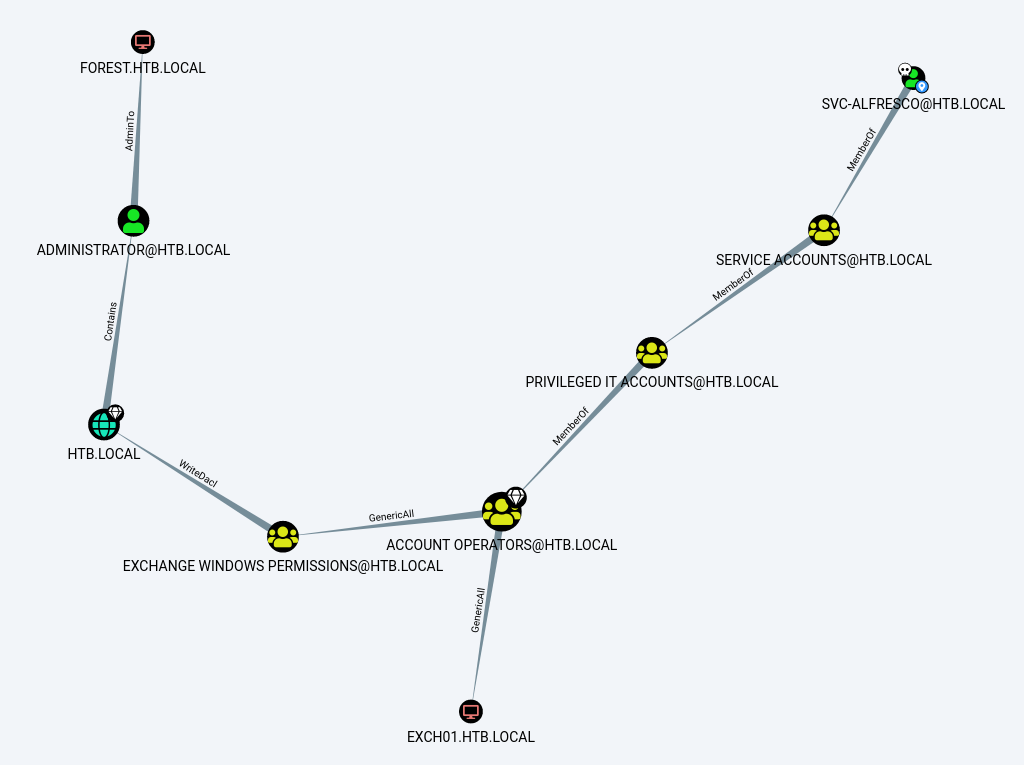 FOREST.HTB.LOCAL
SVC-ALFRESCO@HTB.LOCAL
AdminTo
MemberOf
ADMINISTRATOR@HTB.LOCAL
SERVICE ACCOUNTS@HTB.LOCAL
MemberOf
Contains
PRIVILEGED IT ACCOUNTS@HTB.LOCAL
MemberOf
HTB.LOCAL
WriteDacl
GenericAll
ACCOUNT OPERATORS@HTB.LOCAL
EXCHANGE WINDOWS PERMISSIONS@HTB.LOCAL
GenericAll
EXCH01.HTB.LOCAL